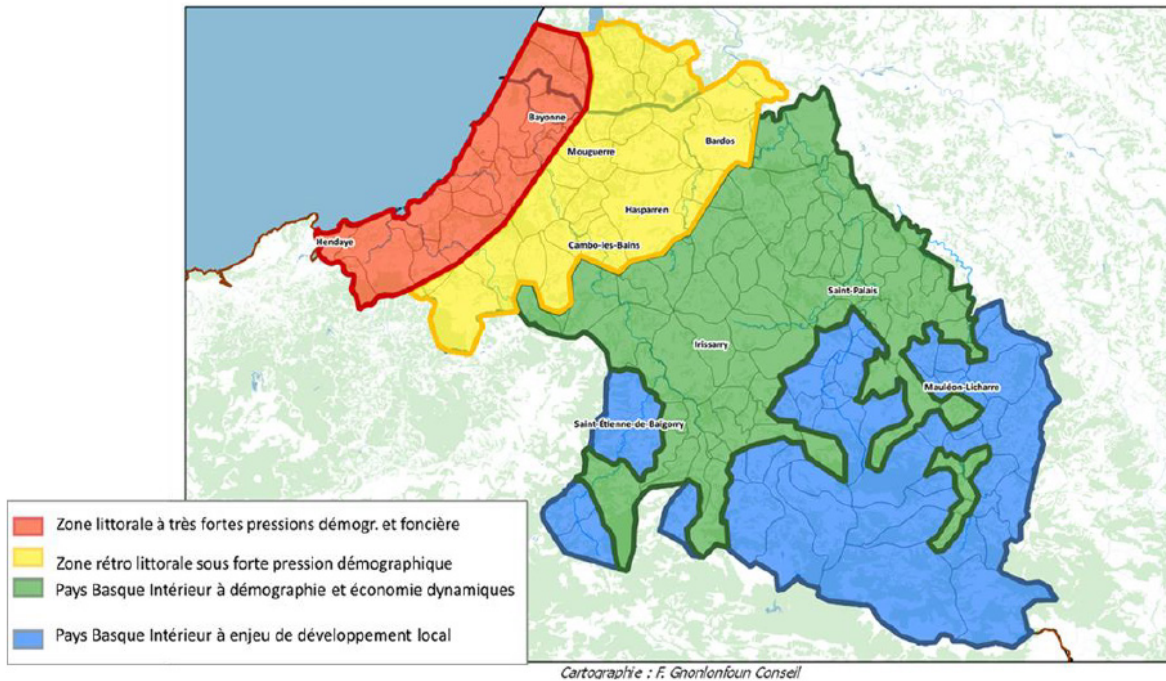 Bayonne
Bardos
Mouguerre
Hasparren
Hendaye
Cambo-les-Bains
Saint-Palais
Irissarry
Mauléon-Licharre
Saint-Étienne-de-Baïgorry
Zone littorale à très fortes pressions démogr. et foncière
Zone rétro littorale sous forte pression démographique
Pays Basque Intérieur à démographie et économie dynamiques
Pays Basque Intérieur à enjeu de développement local
Cartographie : F. Gnonlonfoun Conseil